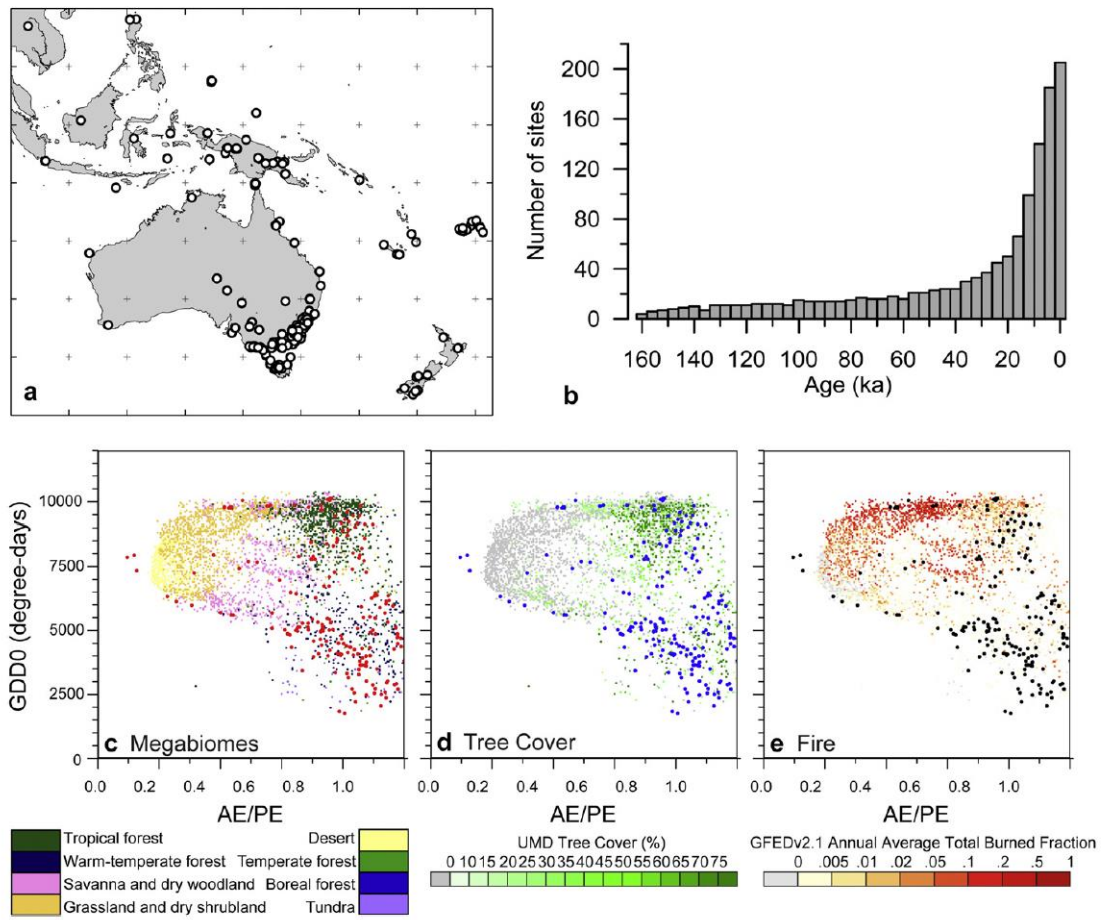 a
Number of sites
200
160
120
80
40
0
160 140 120 100 80 60 40 20 0
Age (ka)
b
GDD0 (degree-days)
10000
7500
5000
2500
0
c Megabiomes
d Tree Cover
e Fire
0.0 0.2 0.4 0.6 0.8 1.0
0.0 0.2 0.4 0.6 0.8 1.0
0.0 0.2 0.4 0.6 0.8 1.0
AE/PE
AE/PE
AE/PE
Tropical forest
Warm-temperate forest
Savanna and dry woodland
Grassland and dry shrubland
Desert
Temperate forest
Boreal forest
Tundra
UMD Tree Cover (%)
0 10 15 20 25 30 35 40 45 50 55 60 65 70 75
GFEDv2.1 Annual Average Total Burned Fraction
0 .005 .01 .02 .05 .1 .2 .5 1